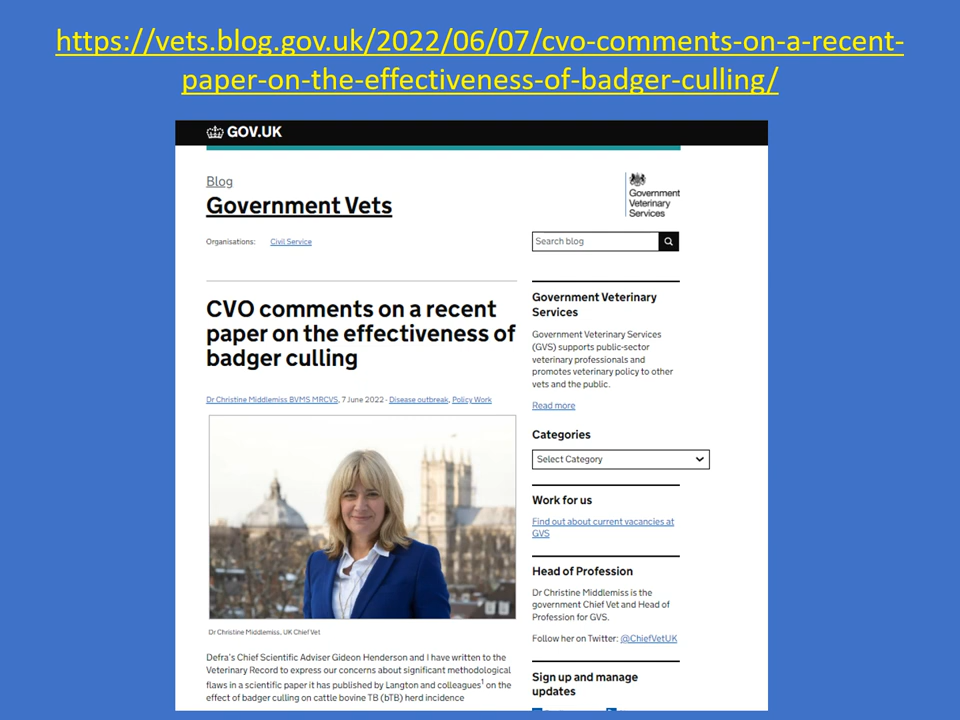 https://vets.blog.gov.uk/2022/06/07/cvo-comments-on-a-recent-
paper-on-the-effectiveness-of-badger-culling/
GOV.UK
Blog
Government Vets
Government
Veterinary
Services
Organisations: Civil Service
Search blog
CVO comments on a recent
paper on the effectiveness of
badger culling
Dr Christine Middlemiss BVMS MRCVS, 7 June 2022 - Disease outbreak, Policy Work
Dr Christine Middlemiss, UK Chief Vet
Defra's Chief Scientific Adviser Gideon Henderson and I have written to the
Veterinary Record to express our concerns about significant methodological
flaws in a scientific paper it has published by Langton and colleagues1 on the
effect of badger culling on cattle bovine TB (bTB) herd incidence
Government Veterinary
Services
Government Veterinary Services
(GVS) supports public-sector
veterinary professionals and
promotes veterinary policy to other
vets and the public.
Read more
Categories
Select Category
Work for us
Find out about current vacancies at
GVS
Head of Profession
Dr Christine Middlemiss is the
government Chief Vet and Head of
Profession for GVS.
Follow her on Twitter: @ChiefVetUK
Sign up and manage
updates